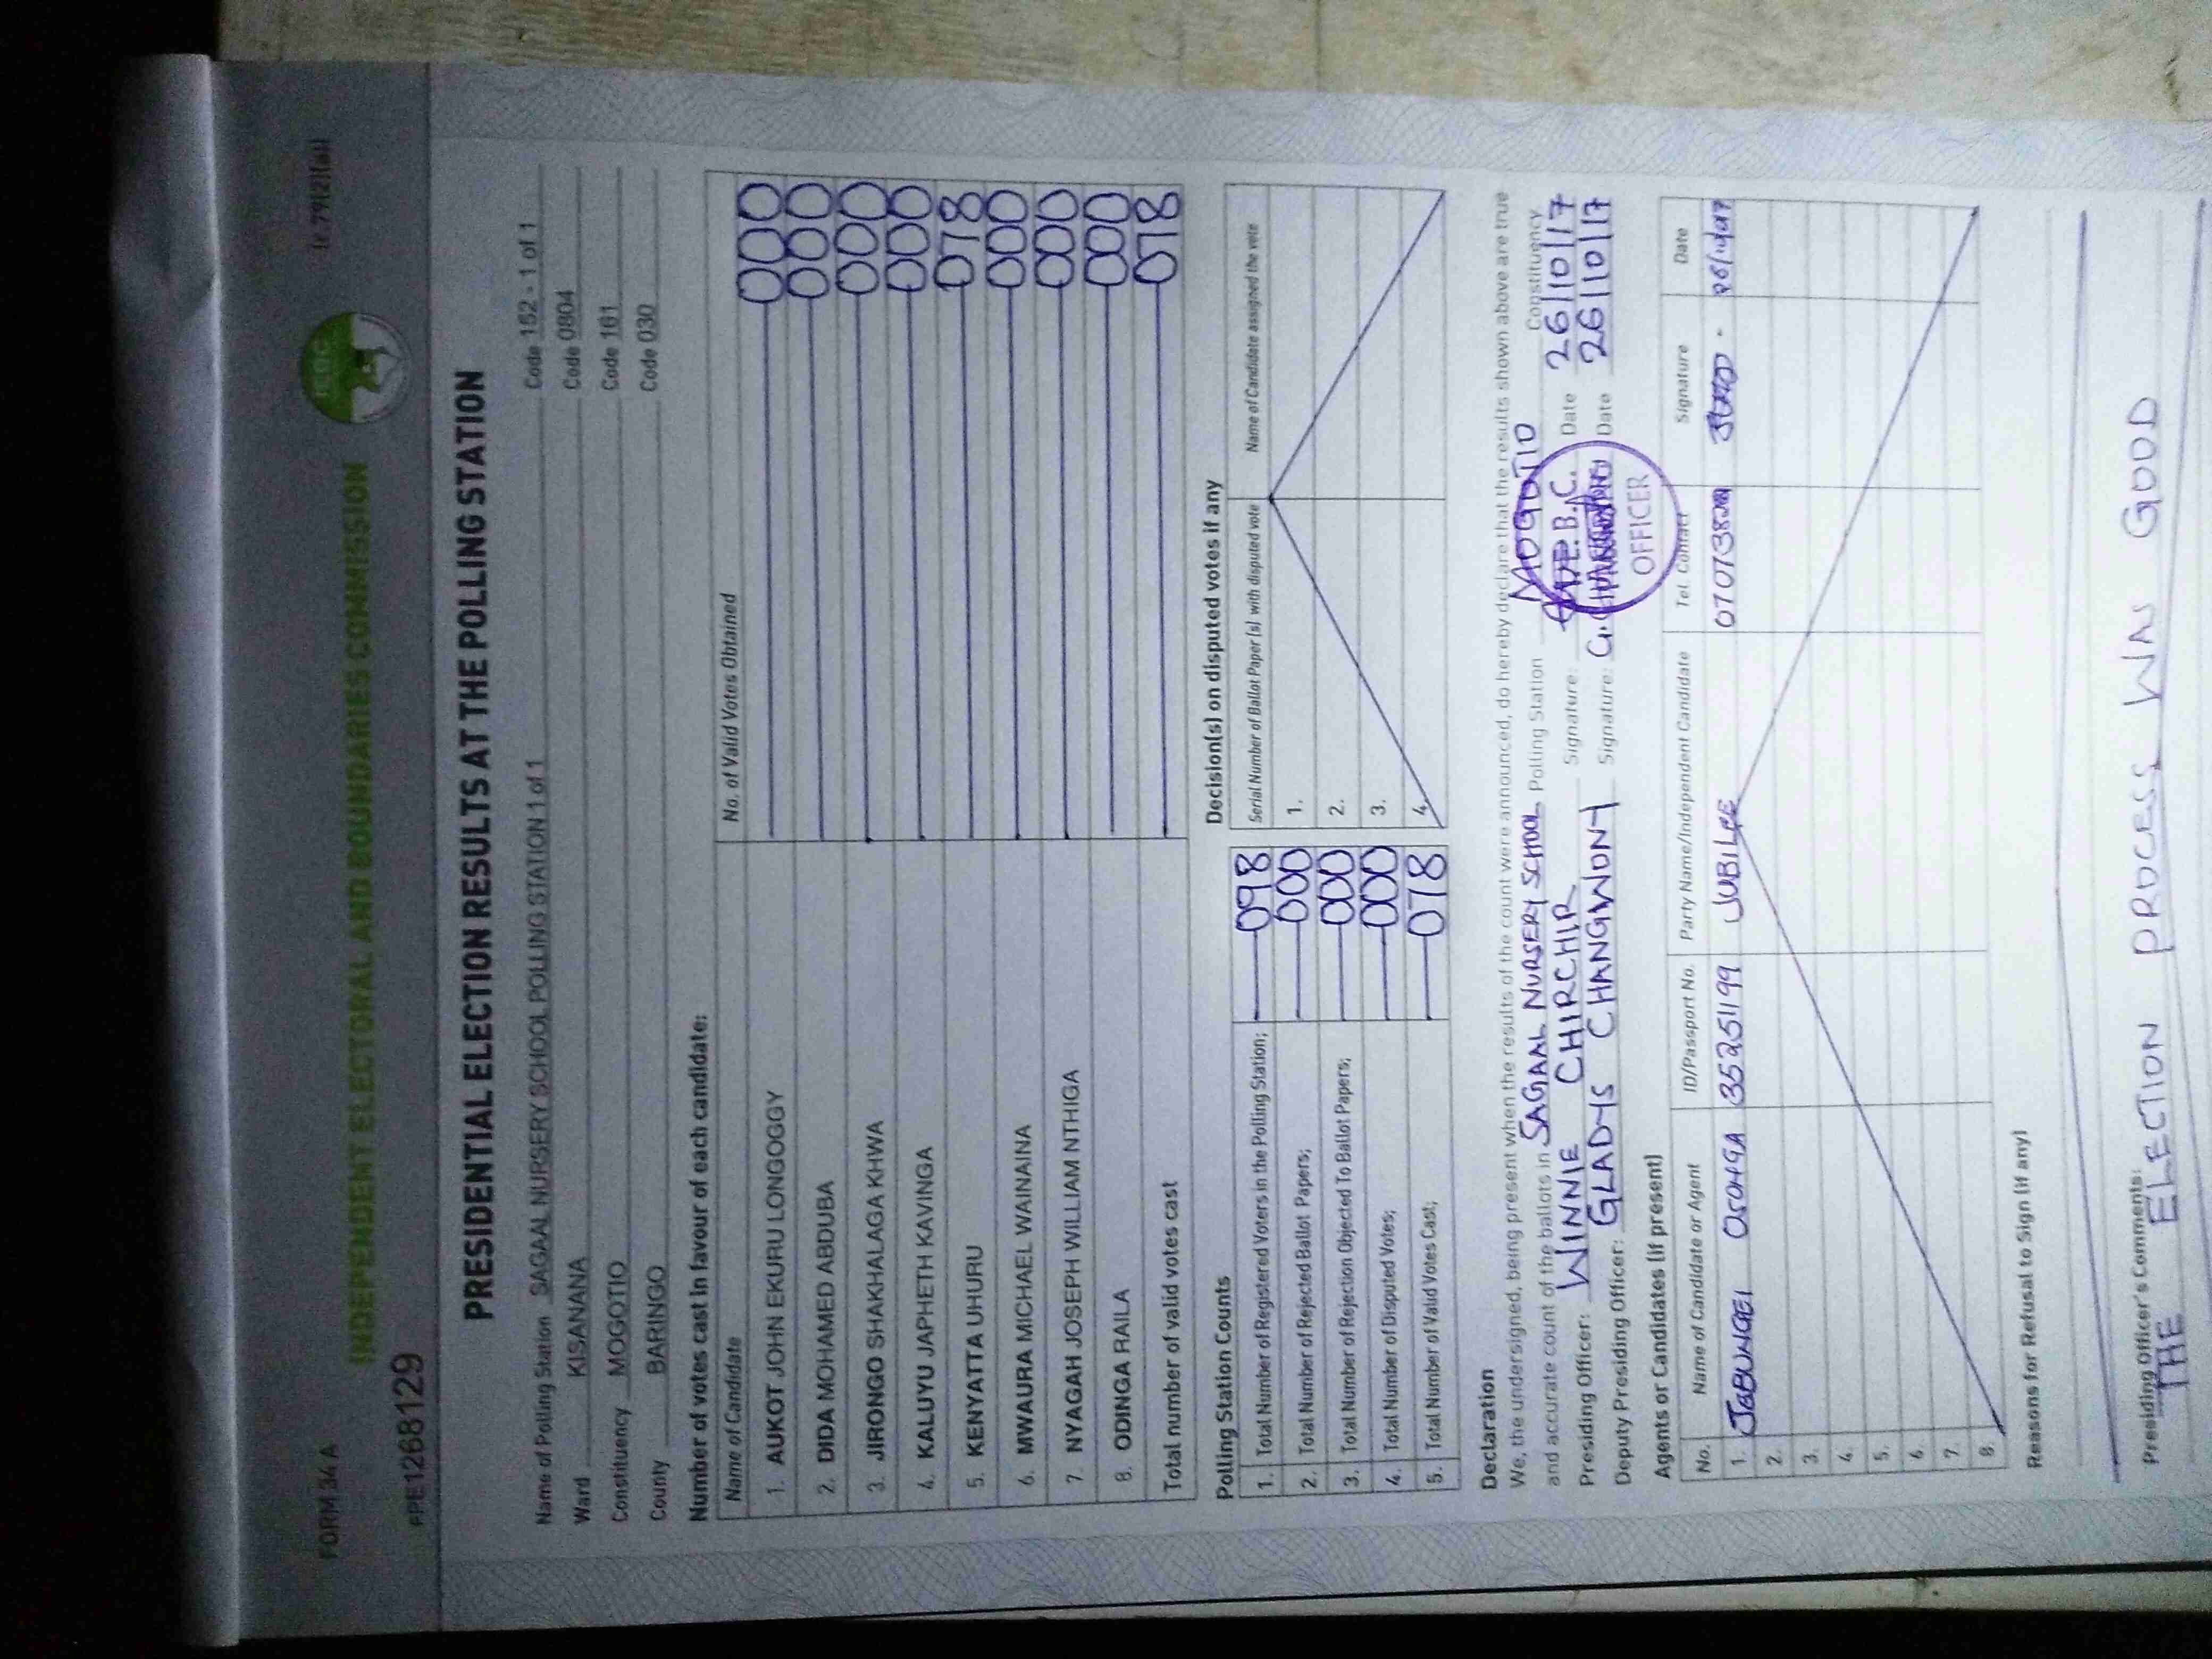 FORM 34 A
(r.79(2)(a))
INDEPENDENT ELECTORAL AND BOUNDARIES COMMISSION
PPE1268129
PRESIDENTIAL ELECTION RESULTS AT THE POLLING STATION
Name of Polling Station SAGAAL NURSERY SCHOOL POLLING STATION 1 of 1 Code 152 - 1 of 1
Ward KISANANA Code 0804
Constituency MOGOTIO Code 161
County BARINGO Code 030
Number of votes cast in favour of each candidate:
Name of Candidate No. of Valid Votes Obtained
1. AUKOT JOHN EKURU LONGOGGY 000
2. DIDA MOHAMED ABDUBA 000
3. JIRONGO SHAKHALAGA KHWA 000
4. KALUYU JAPHETH KAVINGA 000
5. KENYATTA UHURU 078
6. MWAURA MICHAEL WAINAINA 000
7. NYAGAH JOSEPH WILLIAM NTHIGA 000
8. ODINGA RAILA 000
Total number of valid votes cast 078
Polling Station Counts
1. Total Number of Registered Voters in the Polling Station; 098
2. Total Number of Rejected Ballot Papers; 000
3. Total Number of Rejection Objected To Ballot Papers; 000
4. Total Number of Disputed Votes; 000
5. Total Number of Valid Votes Cast; 078
Decision(s) on disputed votes if any
Serial Number of Ballot Paper (s) with disputed vote Name of Candidate assigned the vote
1.
2.
3.
4.
Declaration
We, the undersigned, being present when the results of the count were announced, do hereby declare that the results shown above are true
and accurate count of the ballots in SAGAAL NURSERY SCHOOL Polling Station MOGOTIO Constituency
Presiding Officer: WINNIE CHIRCHIR Signature: Date 26/10/17
Deputy Presiding Officer: GLADYS CHANGWONY Signature: Date 26/10/17
OFFICER
Agents or Candidates (if present)
No. Name of Candidate or Agent ID/Passport No. Party Name/Independent Candidate Tel. Contact Signature Date
1. 35251199 JUBILEE
2.
3.
4.
5.
6.
7.
8.
Reasons for Refusal to Sign (if any)
Presiding Officer's Comments:
THE ELECTION PROCESS WAS GOOD